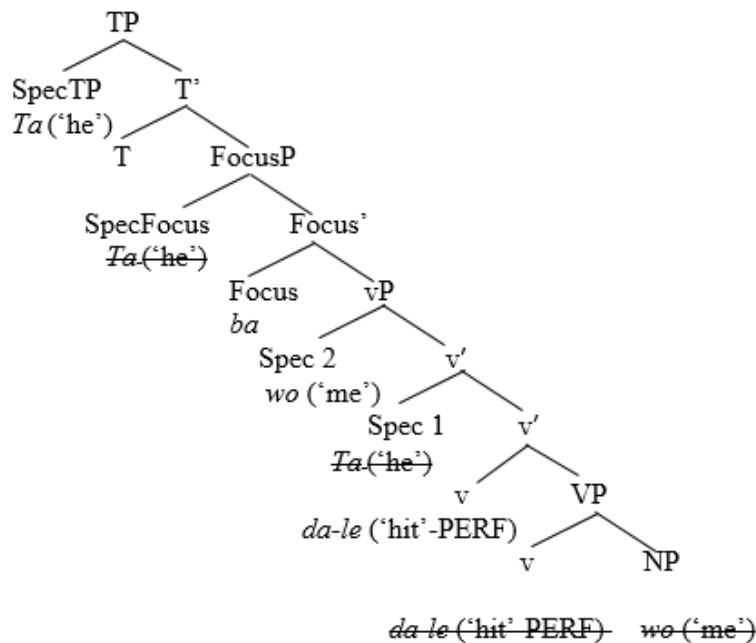 TP
SpecTP T’
Ta (‘he’)
T FocusP
SpecFocus Focus’
Ta (‘he’)
Focus vP
ba
Spec 2 v′
wo (‘me’)
Spec 1 v′
Ta (‘he’)
v VP
da-le (‘hit’-PERF)
v NP
da-le (‘hit’-PERF) wo (‘me’)